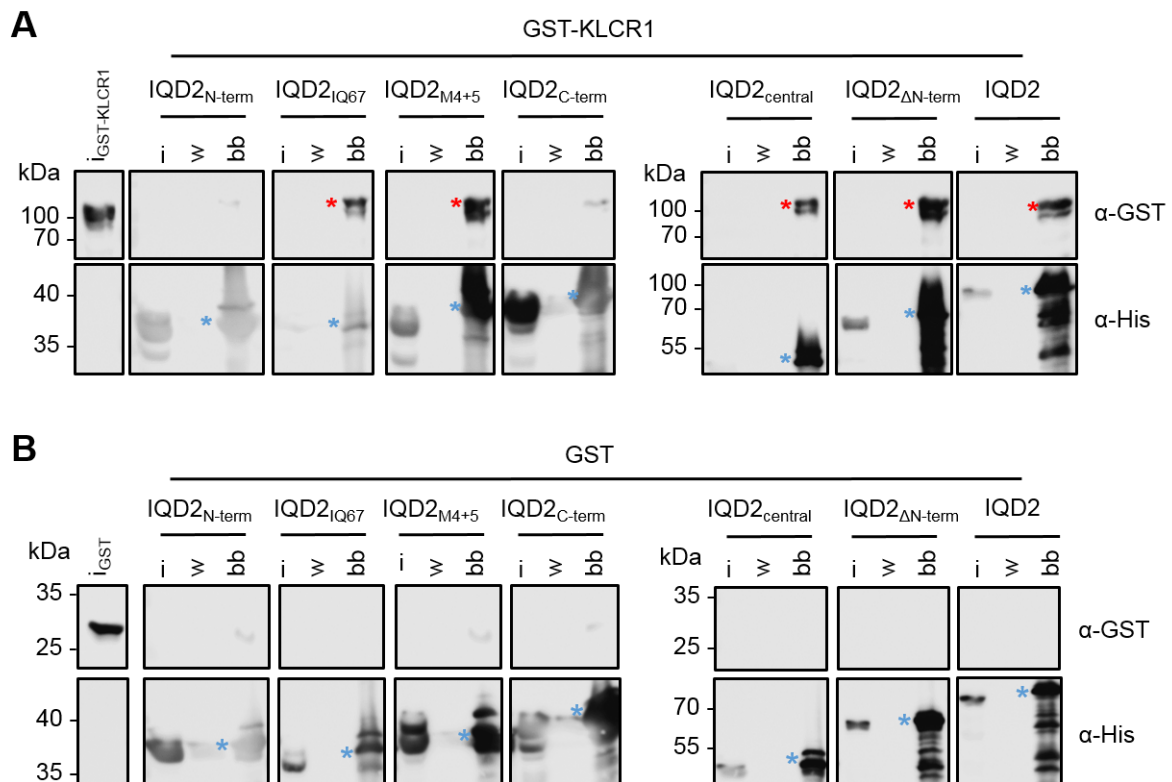 A
GST-KLCR1
iGST-KLCR1
IQD2N-term IQD2IQ67 IQD2M4+5 IQD2C-term IQD2central IQD2ΔN-term IQD2
i w bb i w bb i w bb i w bb i w bb i w bb i w bb
kDa kDa
100 * * * * * 100 α-GST
70 70
40 * * * * * * * 100 α-His
70
35 55
B
GST
iGST
IQD2N-term IQD2IQ67 IQD2M4+5 IQD2C-term IQD2central IQD2ΔN-term IQD2
kDa i w bb i w bb i w bb i w bb kDa i w bb i w bb i w bb
35 35
25 25 α-GST
40 * * * * * * * 70 α-His
35 55